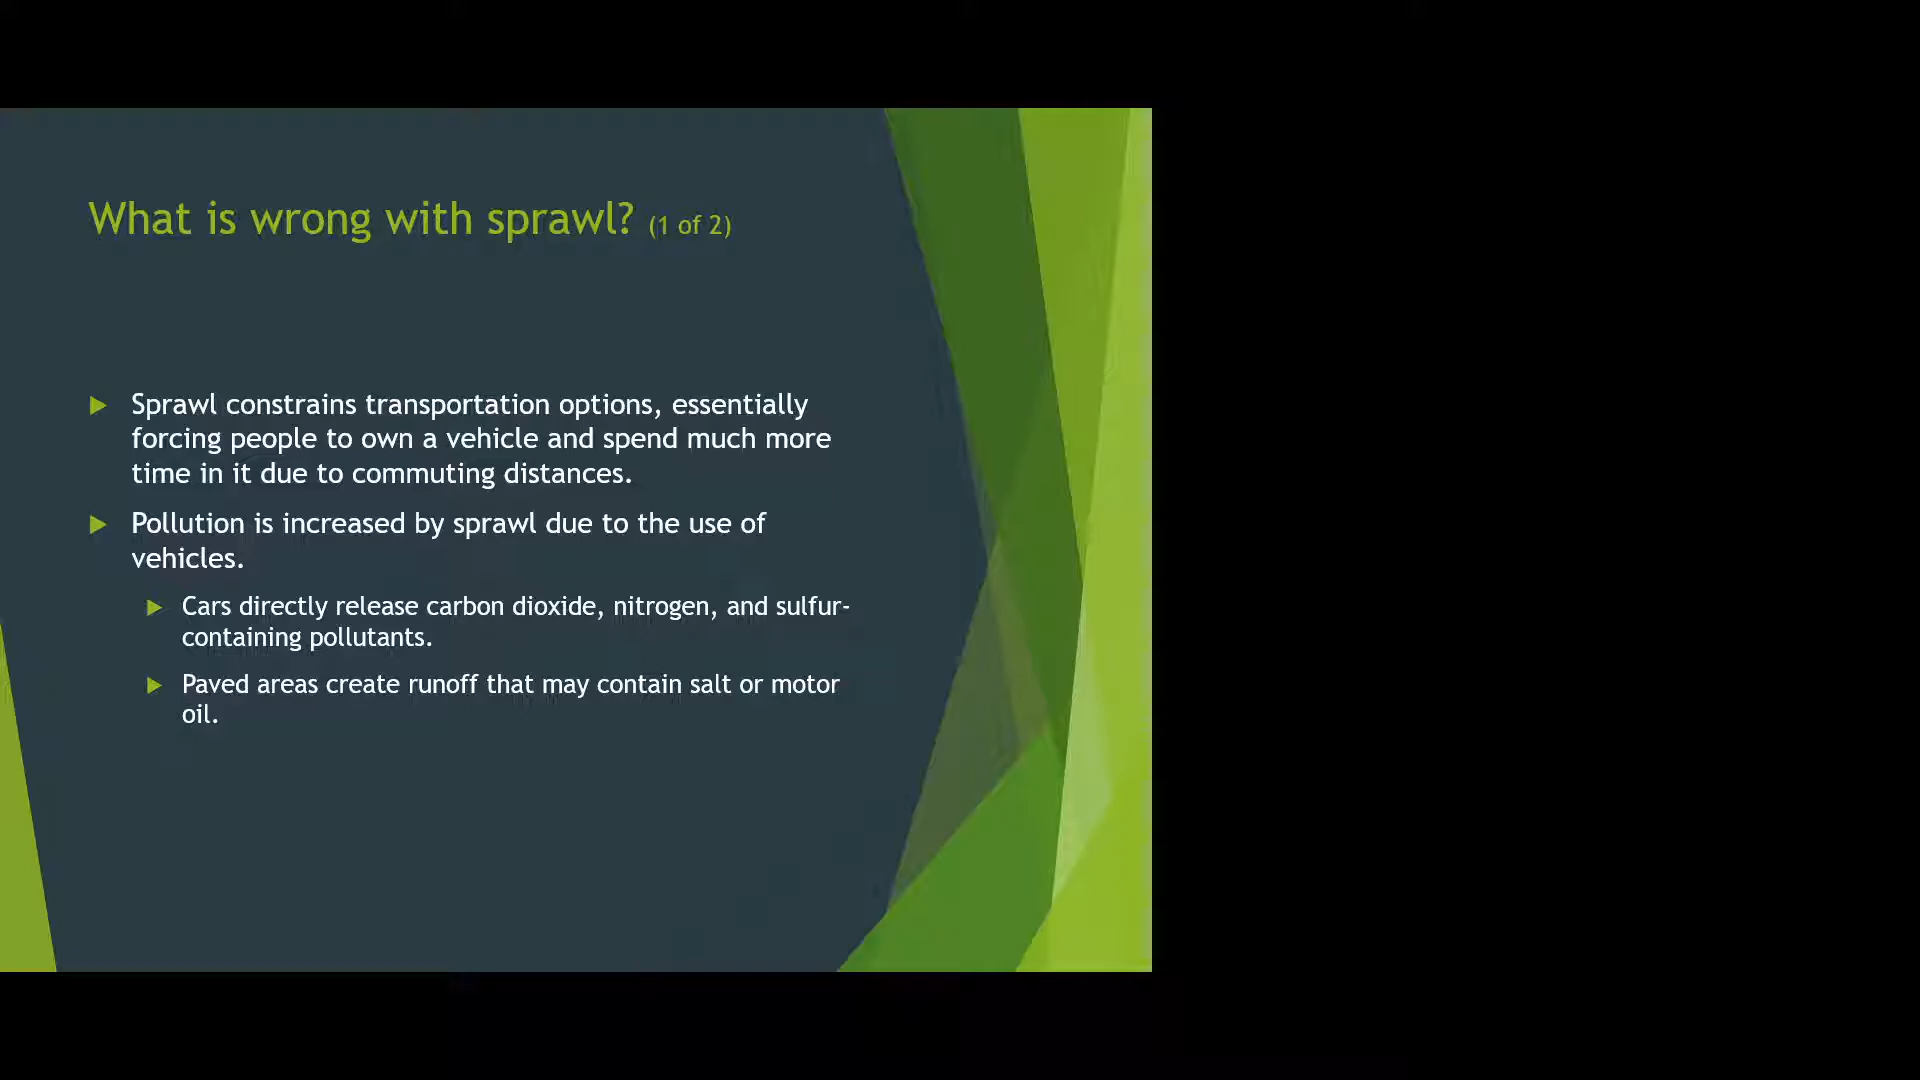 What is wrong with sprawl? (1 of 2)
Sprawl constrains transportation options, essentially
forcing people to own a vehicle and spend much more
time in it due to commuting distances.
Pollution is increased by sprawl due to the use of
vehicles.
Cars directly release carbon dioxide, nitrogen, and sulfur-
containing pollutants.
Paved areas create runoff that may contain salt or motor
oil.